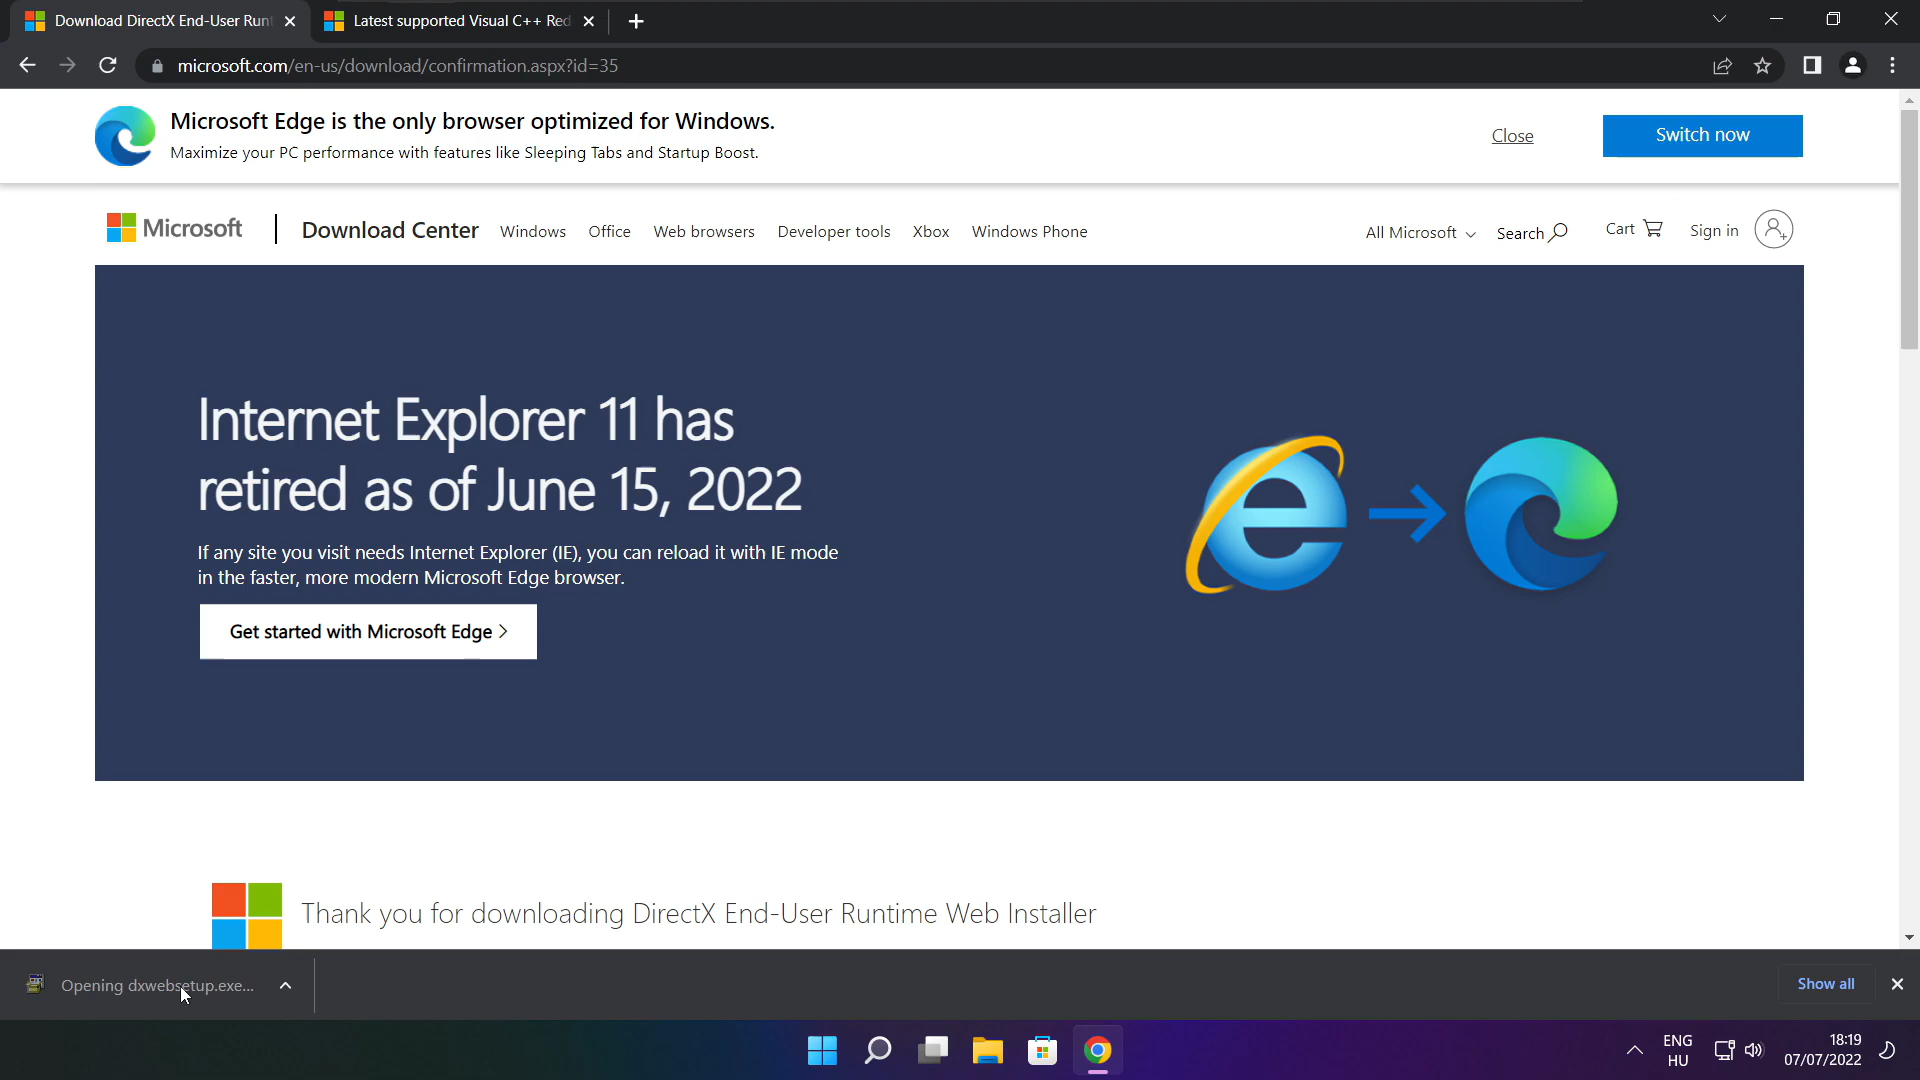 Download DirectX End-User Runt
Latest supported Visual C++ Red
microsoft.com/en-us/download/confirmation.aspx?id=35
Microsoft Edge is the only browser optimized for Windows.
Maximize your PC performance with features like Sleeping Tabs and Startup Boost.
Close
Switch now
Microsoft
Download Center
Windows
Office
Web browsers
Developer tools
Xbox
Windows Phone
All Microsoft
Search
Cart
Sign in
Internet Explorer 11 has
retired as of June 15, 2022
If any site you visit needs Internet Explorer (IE), you can reload it with IE mode
in the faster, more modern Microsoft Edge browser.
Get started with Microsoft Edge >
Thank you for downloading DirectX End-User Runtime Web Installer
Opening dxwebsetup.exe...
Show all
ENG
HU
18:19
07/07/2022